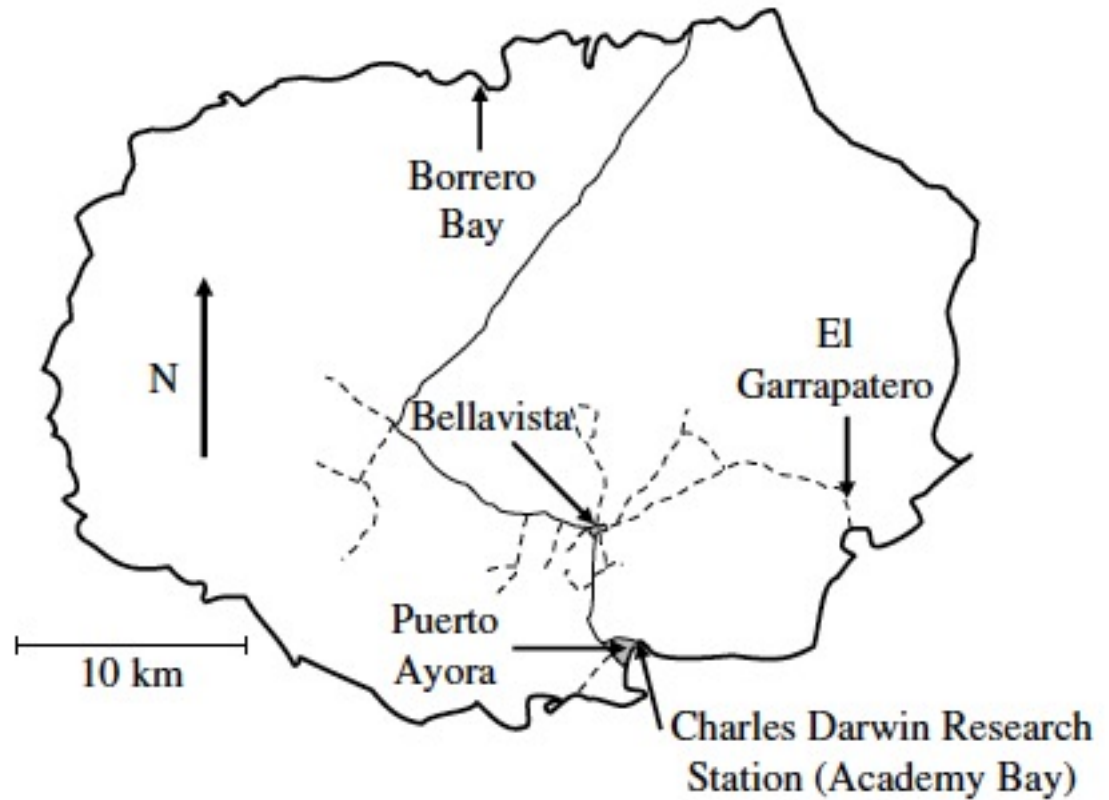 Borrero
Bay
El
Garrapatero
N
Bellavista
Puerto
Ayora
10 km
Charles Darwin Research
Station (Academy Bay)